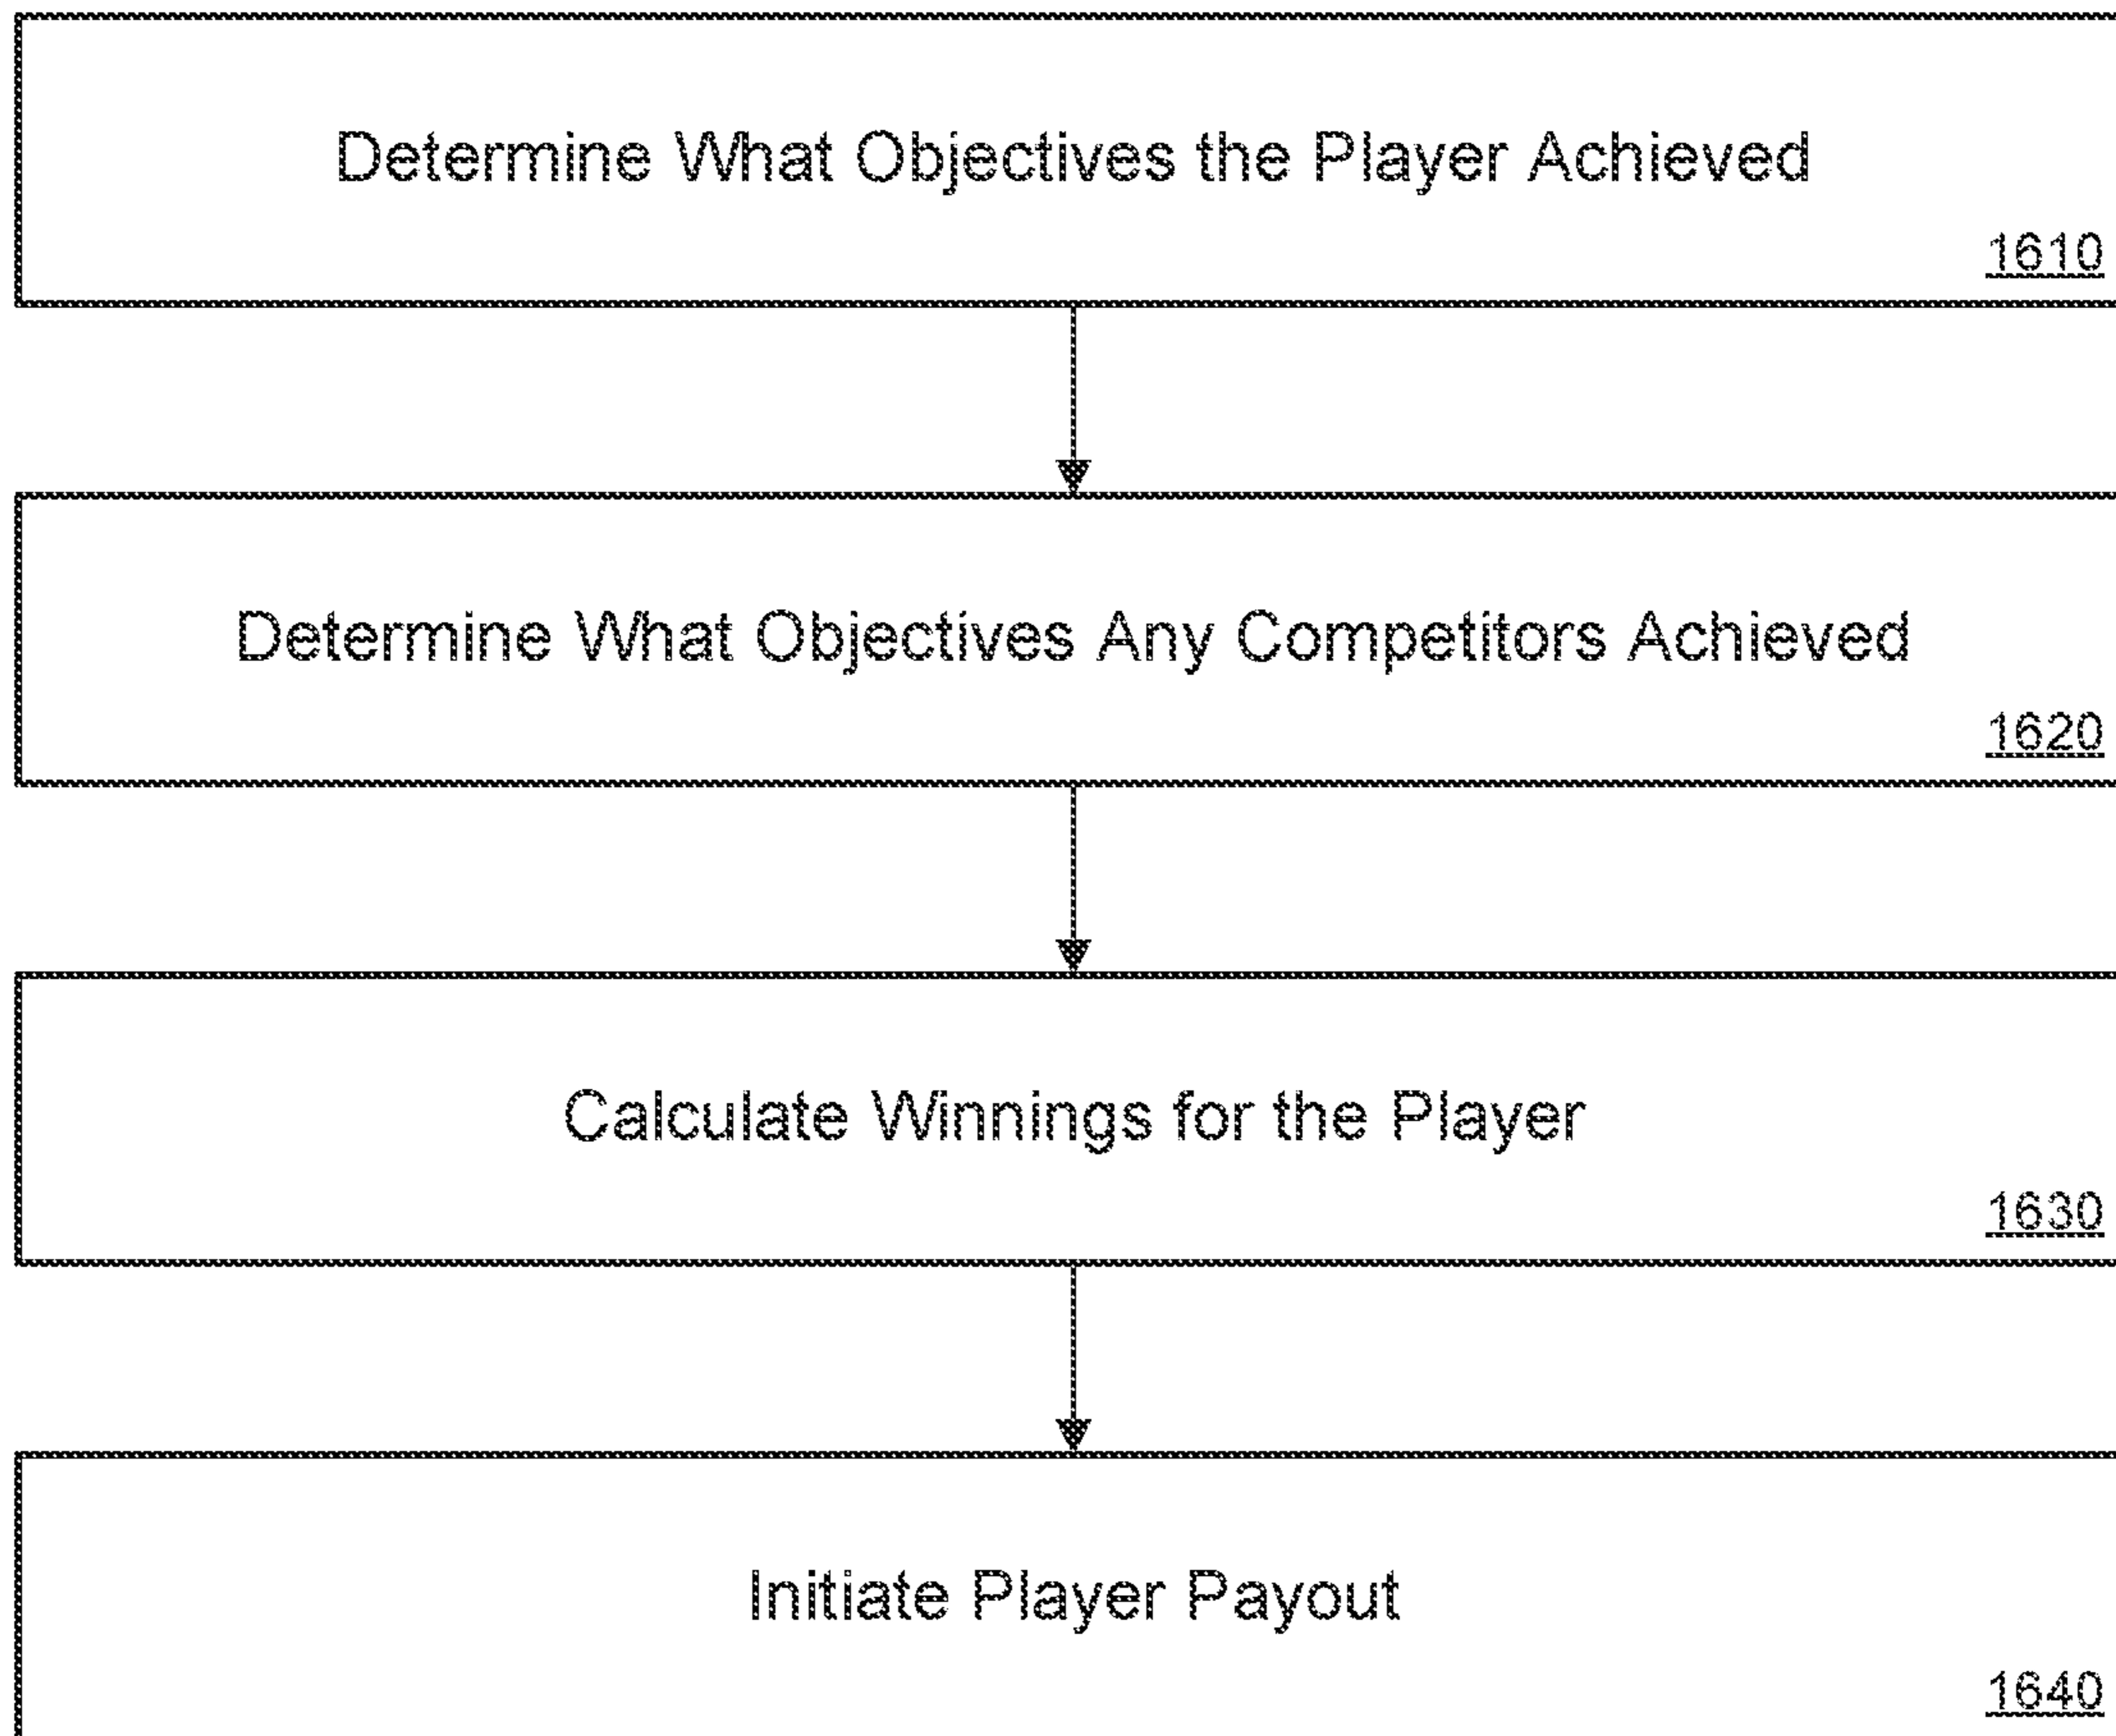 Determine What Objectives the Player Achieved
1610
Determine What Objectives Any Competitors Achieved
1620
Calculate Winnings for the Player
1630
Initiate Player Payout
1640